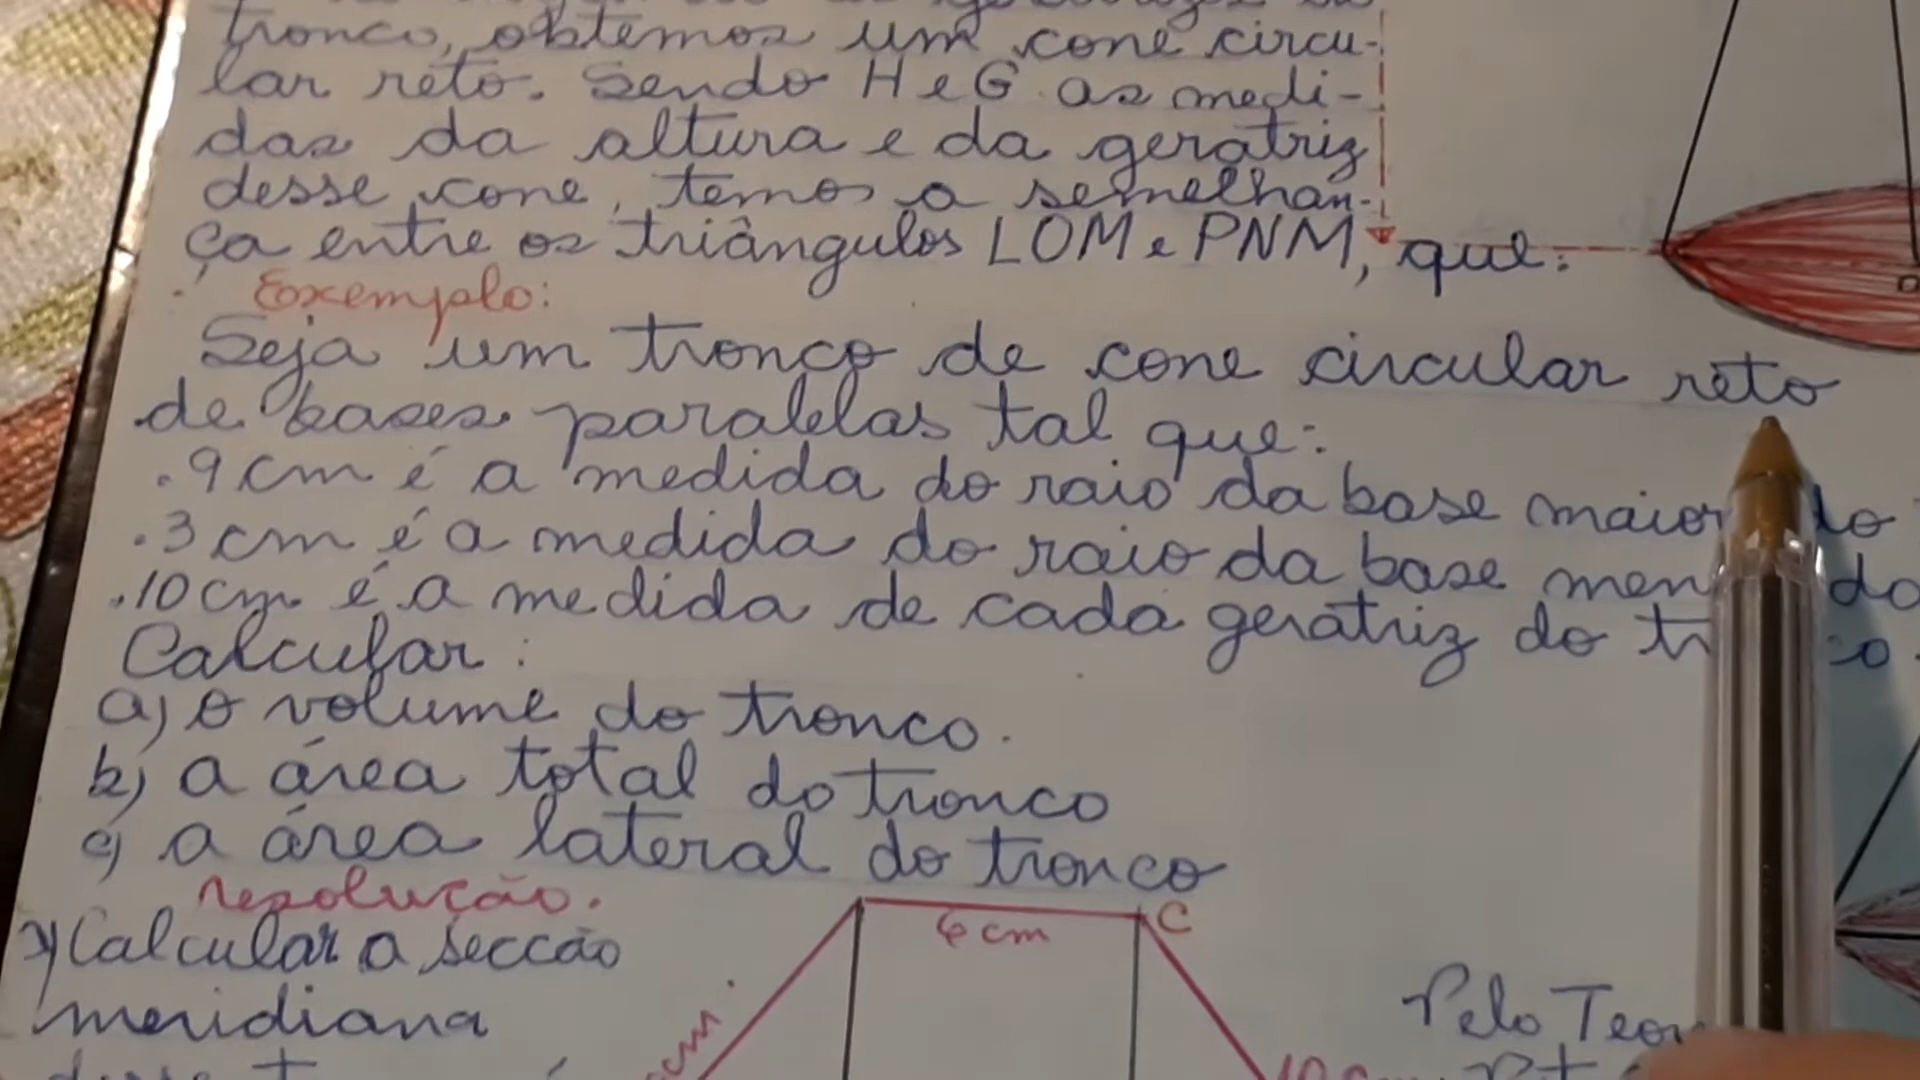 tronco, obtemos um cone circu-
lar reto. Sendo H e G as medi-
das da altura e da geratriz
desse cone, temos a semelhan-
ça entre os triângulos LOM e PNM, que:
Exemplo:
Seja um tronco de cone circular reto
de bases paralelas tal que:
. 9 cm é a medida do raio da base maior do
. 3 cm é a medida do raio da base men do
. 10 cm é a medida de cada geratriz do
Calcular:
a) o volume do tronco.
b) a área total do tronco
c) a área lateral do tronco
resolução.
Calcular a seccão
meridiana
6 cm
C
cm
Pelo
10